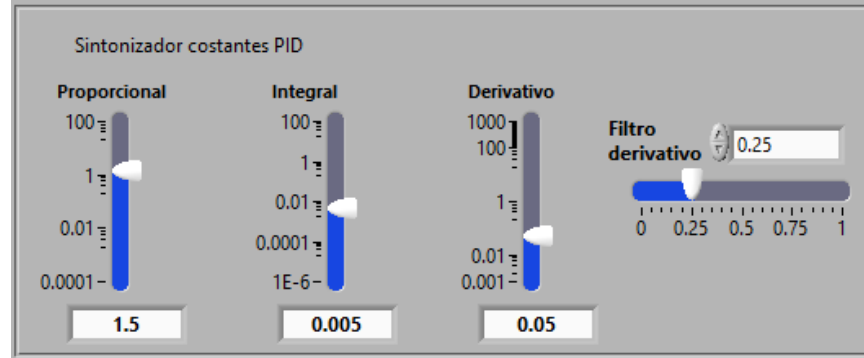 Sintonizador costantes PID
Proporcional
100
1
0.01
0.0001
1.5
Integral
100
1
0.01
0.0001
1E-6
0.005
Derivativo
1000
100
1
0.01
0.001
0.05
Filtro
derivativo
0.25
0 0.25 0.5 0.75 1